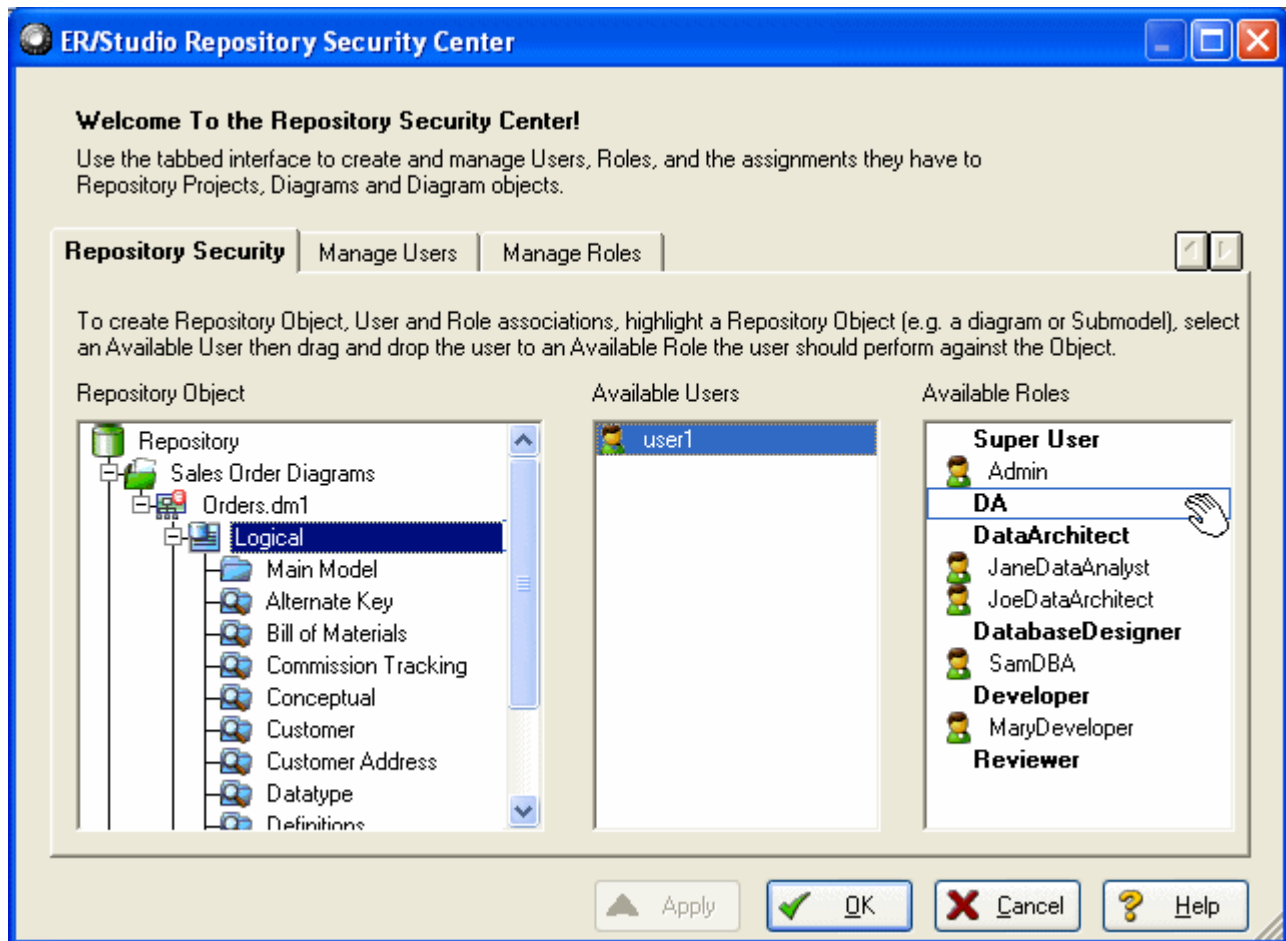 ER/Studio Repository Security Center
Welcome To the Repository Security Center!
Use the tabbed interface to create and manage Users, Roles, and the assignments they have to
Repository Projects, Diagrams and Diagram objects.
Repository Security
Manage Users
Manage Roles
To create Repository Object, User and Role associations, highlight a Repository Object (e.g. a diagram or Submodel), select
an Available User then drag and drop the user to an Available Role the user should perform against the Object.
Repository Object
Repository
Sales Order Diagrams
Orders.dm1
Logical
Main Model
Alternate Key
Bill of Materials
Commission Tracking
Conceptual
Customer
Customer Address
Datatype
Definitions
Available Users
user1
Available Roles
Super User
Admin
DA
DataArchitect
JaneDataAnalyst
JoeDataArchitect
DatabaseDesigner
SamDBA
Developer
MaryDeveloper
Reviewer
Apply
OK
Cancel
Help